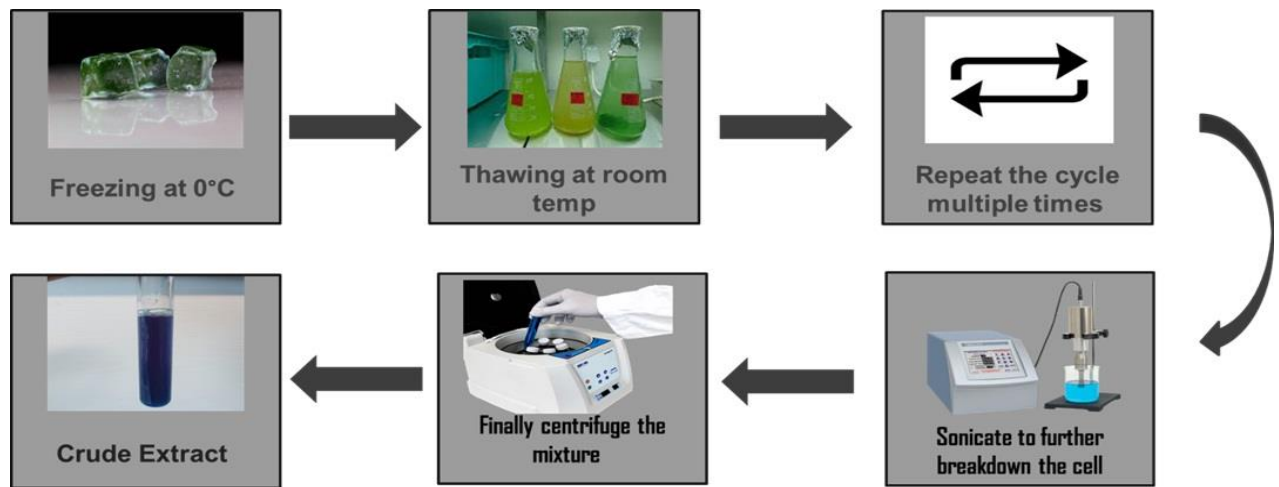 Freezing at 0°C
Thawing at room
temp
Repeat the cycle
multiple times
Sonicate to further
breakdown the cell
Finally centrifuge the
mixture
Crude Extract